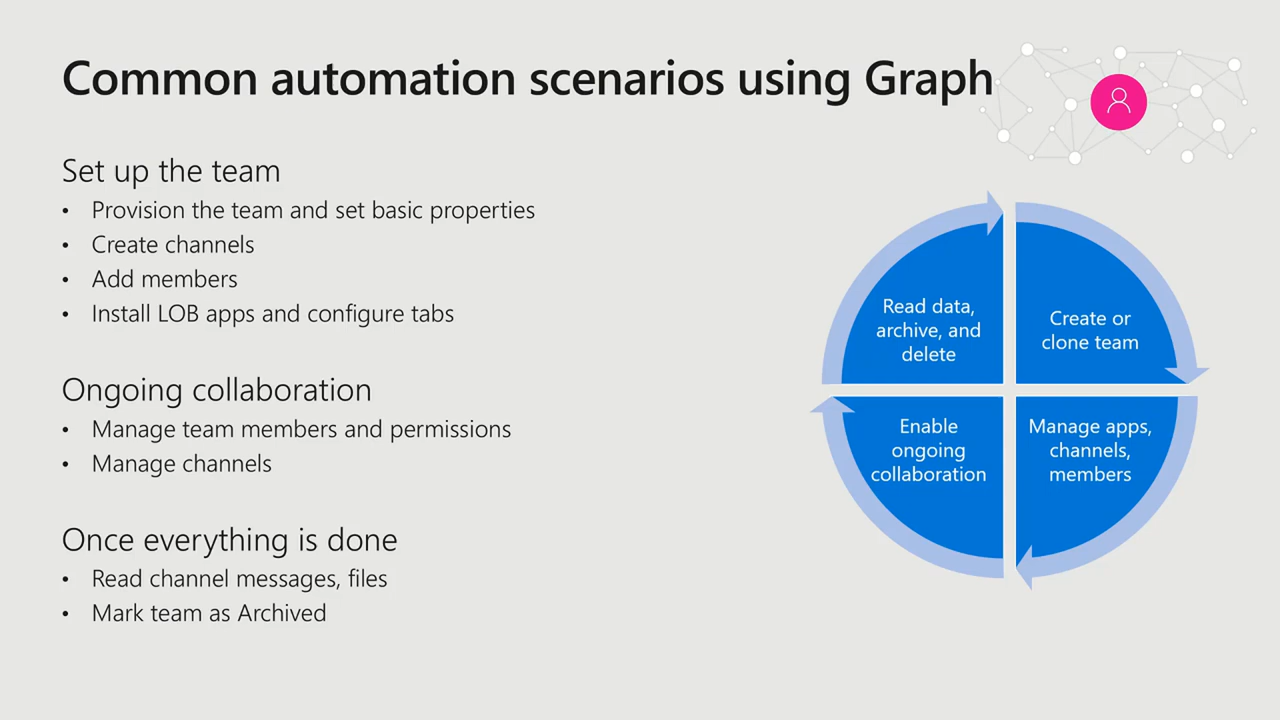 Common automation scenarios using Graph
Set up the team
• Provision the team and set basic properties
• Create channels
• Add members
• Install LOB apps and configure tabs
Ongoing collaboration
• Manage team members and permissions
• Manage channels
Once everything is done
• Read channel messages, files
• Mark team as Archived
Read data,
archive, and
delete
Create or
clone team
Enable
ongoing
collaboration
Manage apps,
channels,
members